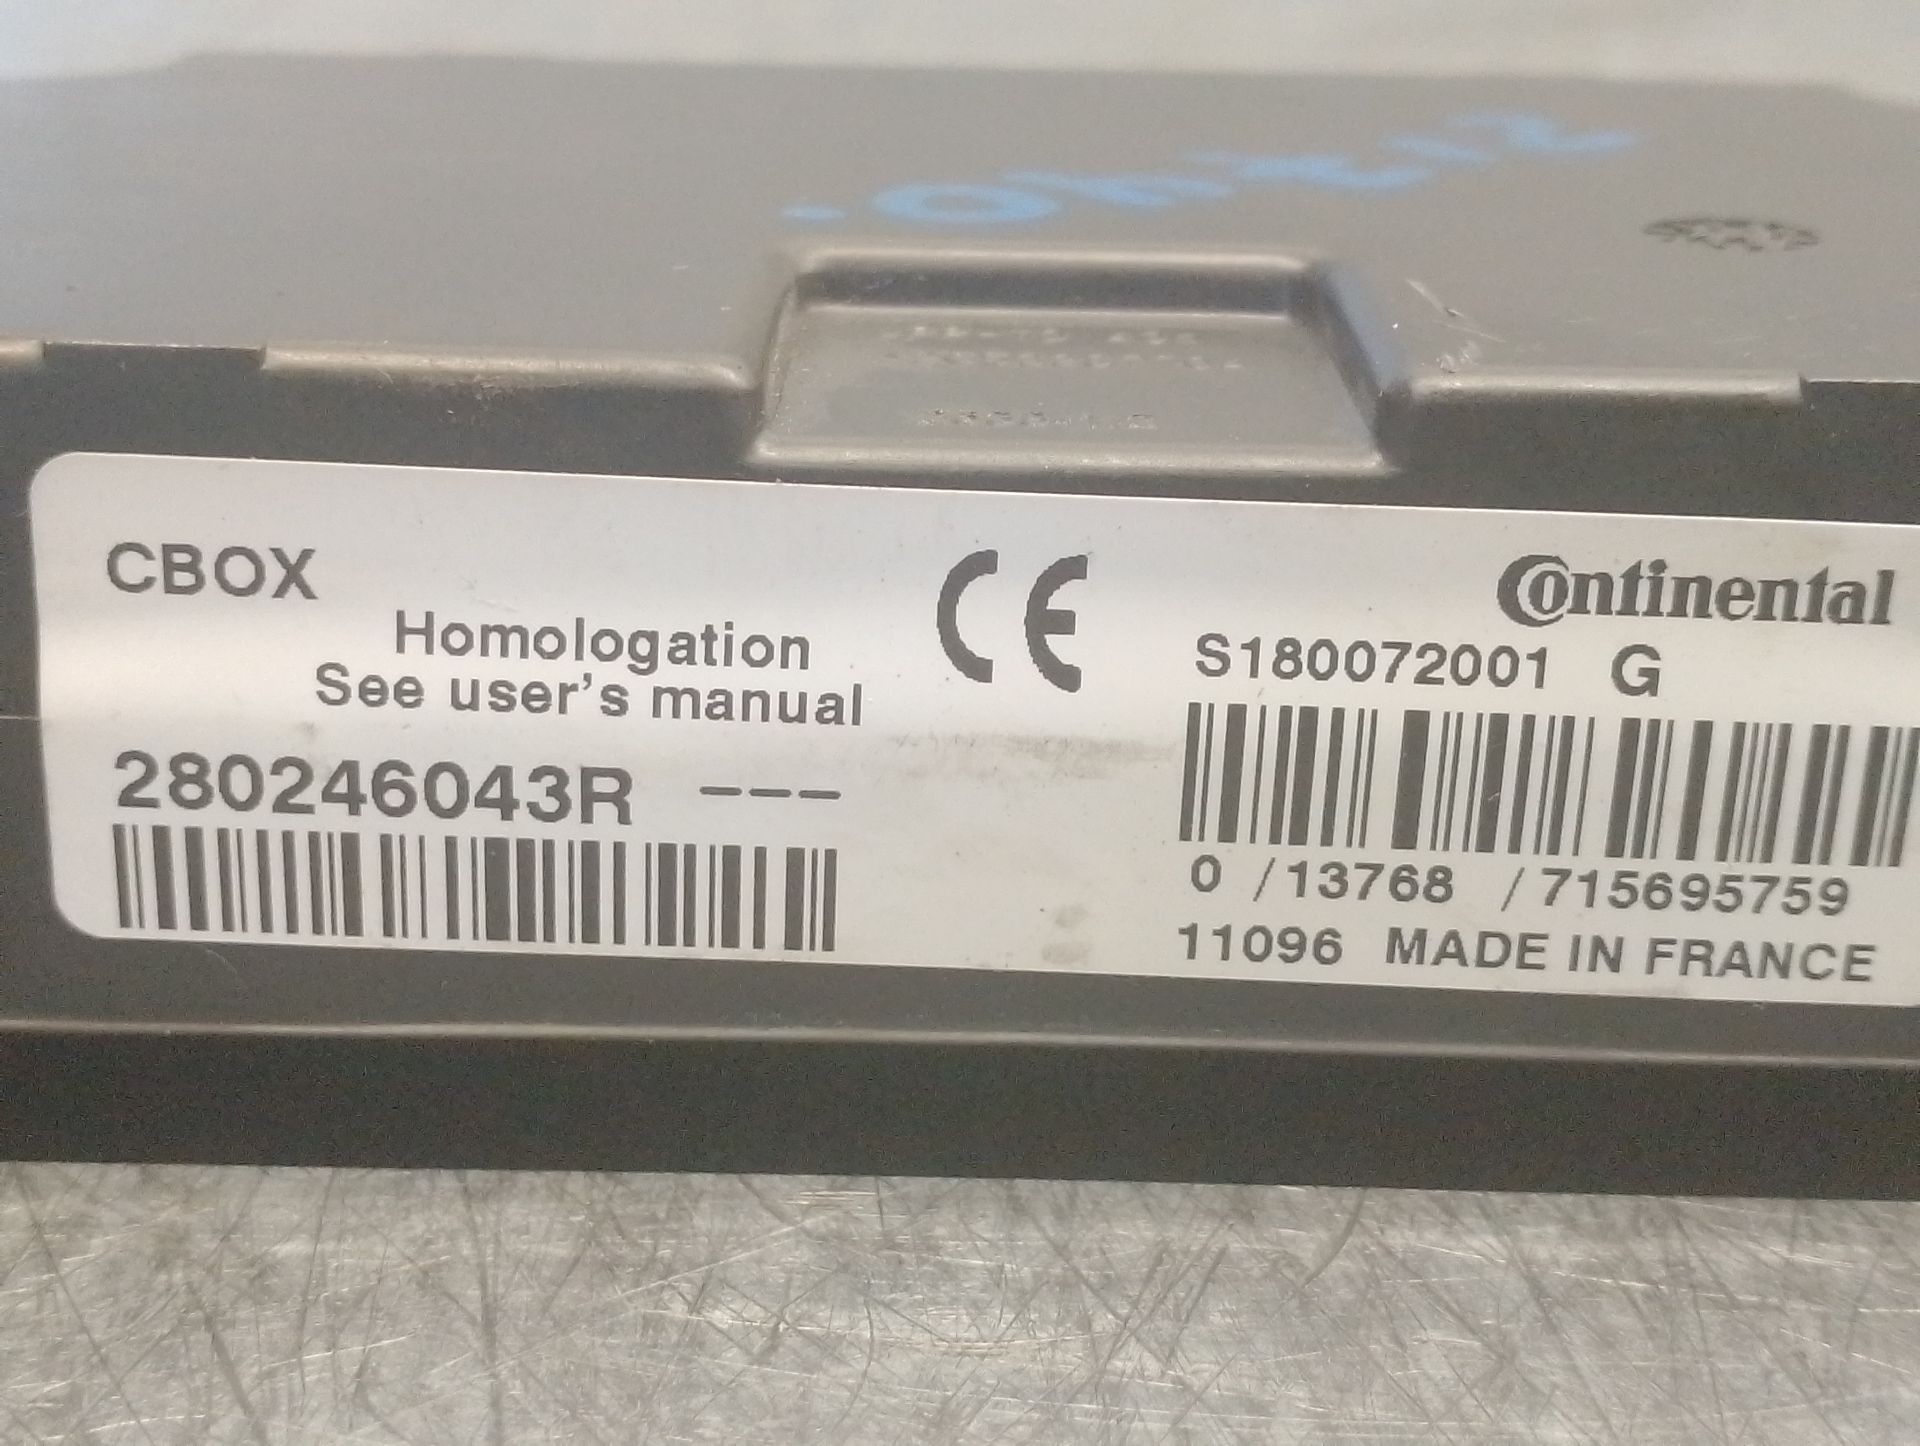 CBOX
Homologation
See user's manual
280246043R ---
CE
Continental
S180072001 G
0 /13768 /715695759
11096 MADE IN FRANCE